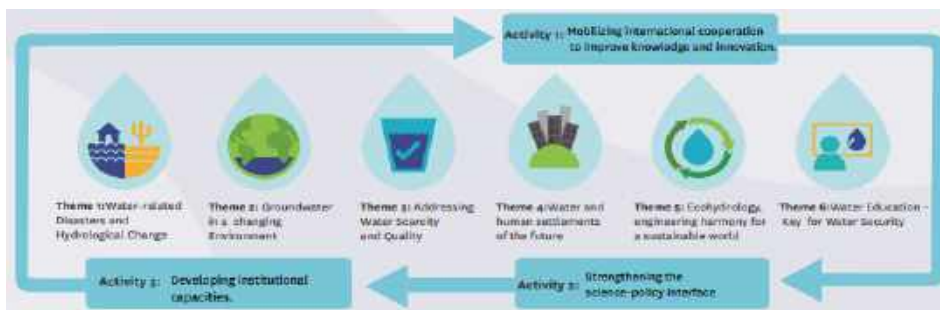 Activity 1: Mobilizing international cooperation
to improve knowledge and innovation.
Theme 1: Water-related
Disasters and
Hydrological Change
Theme 2: Groundwater
in a changing
Environment
Theme 3: Addressing
Water Scarcity
and Quality
Theme 4: Water and
human settlements
of the future
Theme 5: Ecohydrology,
engineering harmony for
a sustainable world
Theme 6: Water Education –
Key for Water Security
Activity 3: Developing institutional
capacities.
Activity 2: Strengthening the
science-policy interface